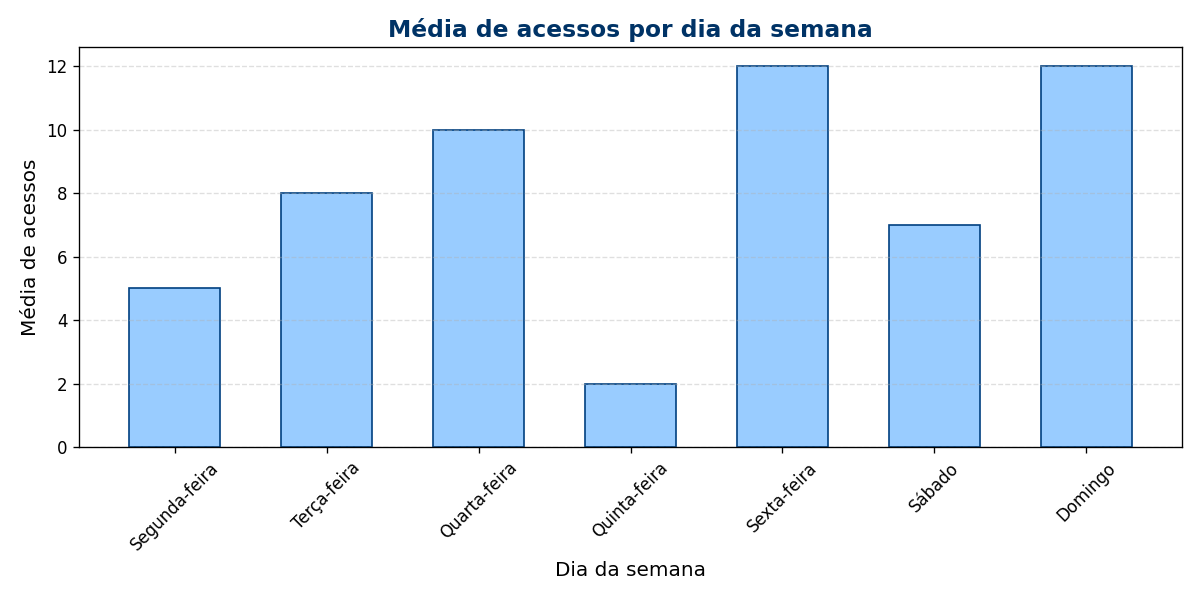 Média de acessos por dia da semana
Média de acessos
12
10
8
6
4
2
0
Segunda-feira
Terça-feira
Quarta-feira
Quinta-feira
Sexta-feira
Sábado
Domingo
Dia da semana